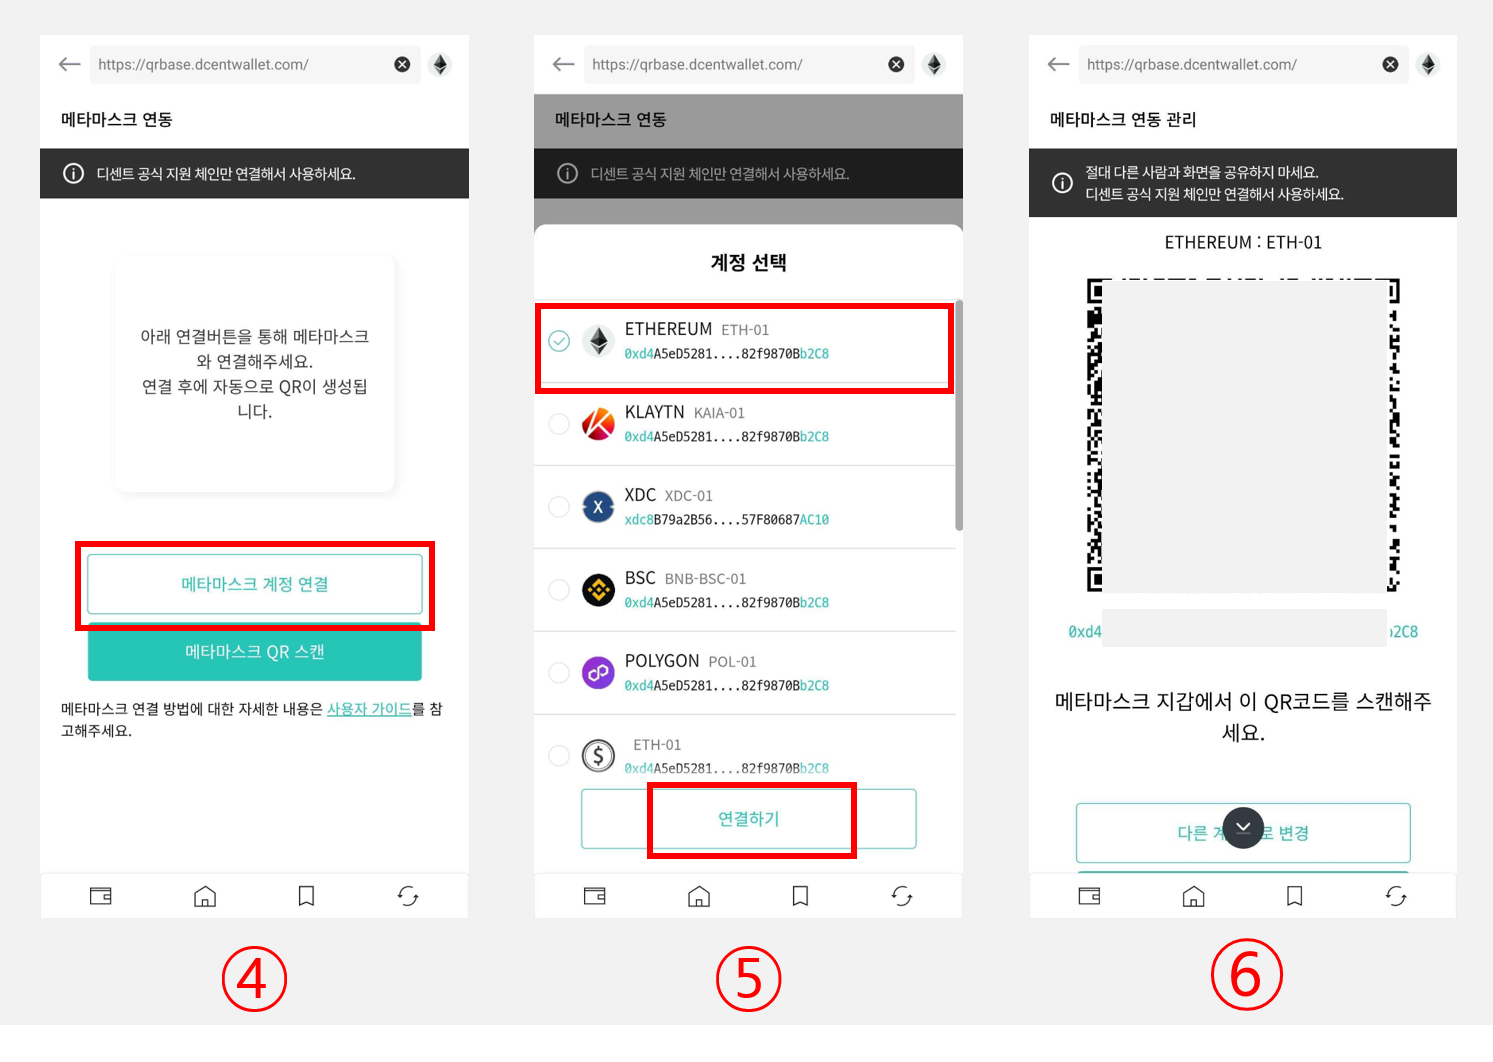 https://qrbase.dcentwallet.com/
메타마스크 연동
디센트 공식 지원 체인만 연결해서 사용하세요.
아래 연결버튼을 통해 메타마스크
와 연결해주세요.
연결 후에 자동으로 QR이 생성됩
니다.
메타마스크 계정 연결
메타마스크 QR 스캔
메타마스크 연결 방법에 대한 자세한 내용은 사용자 가이드를 참
고해주세요.
④
https://qrbase.dcentwallet.com/
메타마스크 연동
디센트 공식 지원 체인만 연결해서 사용하세요.
계정 선택
ETHEREUM ETH-01
0xd4A5eD5281....82f9870Bb2C8
KLAYTN KAIA-01
0xd4A5eD5281....82f9870Bb2C8
XDC XDC-01
xdc8B79a2B56....57F80687AC10
BSC BNB-BSC-01
0xd4A5eD5281....82f9870Bb2C8
POLYGON POL-01
0xd4A5eD5281....82f9870Bb2C8
ETH-01
0xd4A5eD5281....82f9870Bb2C8
연결하기
⑤
https://qrbase.dcentwallet.com/
메타마스크 연동 관리
절대 다른 사람과 화면을 공유하지 마세요.
디센트 공식 지원 체인만 연결해서 사용하세요.
ETHEREUM : ETH-01
0xd4 b2C8
메타마스크 지갑에서 이 QR코드를 스캔해주
세요.
다른 변경
⑥